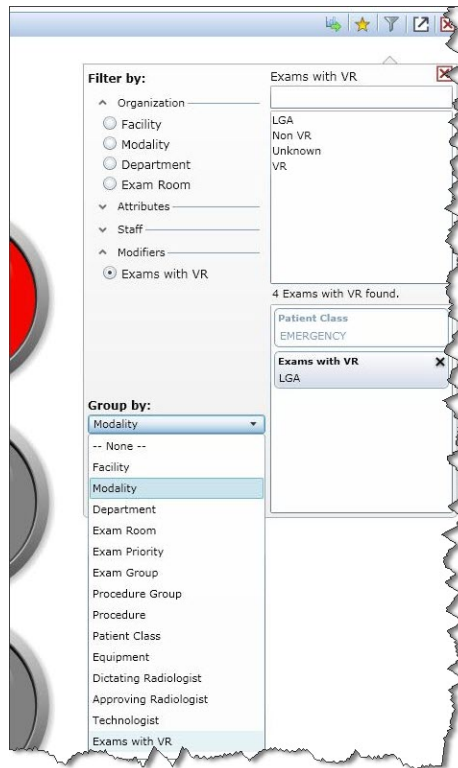 Filter by:
Organization
Facility
Modality
Department
Exam Room
Attributes
Staff
Modifiers
Exams with VR
Exams with VR
LGA
Non VR
Unknown
VR
4 Exams with VR found.
Patient Class
EMERGENCY
Exams with VR
LGA
Group by:
Modality
-- None --
Facility
Modality
Department
Exam Room
Exam Priority
Exam Group
Procedure Group
Procedure
Patient Class
Equipment
Dictating Radiologist
Approving Radiologist
Technologist
Exams with VR